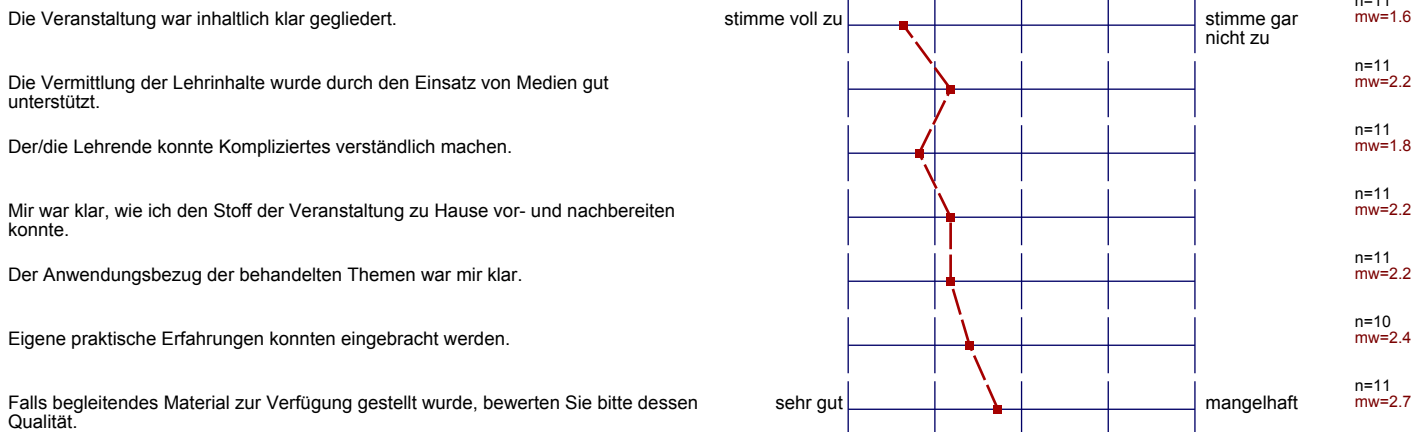 Die Veranstaltung war inhaltlich klar gegliedert.
stimme voll zu
stimme gar
nicht zu
n=11
mw=1.6
Die Vermittlung der Lehrinhalte wurde durch den Einsatz von Medien gut
unterstützt.
n=11
mw=2.2
Der/die Lehrende konnte Kompliziertes verständlich machen.
n=11
mw=1.8
Mir war klar, wie ich den Stoff der Veranstaltung zu Hause vor- und nachbereiten
konnte.
n=11
mw=2.2
Der Anwendungsbezug der behandelten Themen war mir klar.
n=11
mw=2.2
Eigene praktische Erfahrungen konnten eingebracht werden.
n=10
mw=2.4
Falls begleitendes Material zur Verfügung gestellt wurde, bewerten Sie bitte dessen
Qualität.
sehr gut
mangelhaft
n=11
mw=2.7